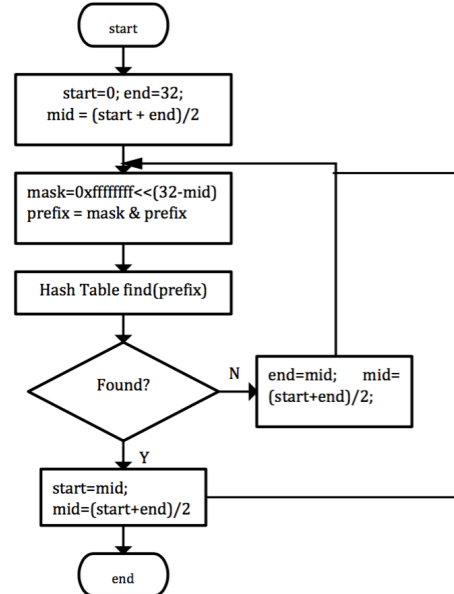 start
start=0; end=32;
mid = (start + end)/2
mask=0xffffffff<<(32-mid)
prefix = mask & prefix
Hash Table find(prefix)
Found?
N
end=mid; mid=
(start+end)/2;
Y
start=mid;
mid=(start+end)/2
end